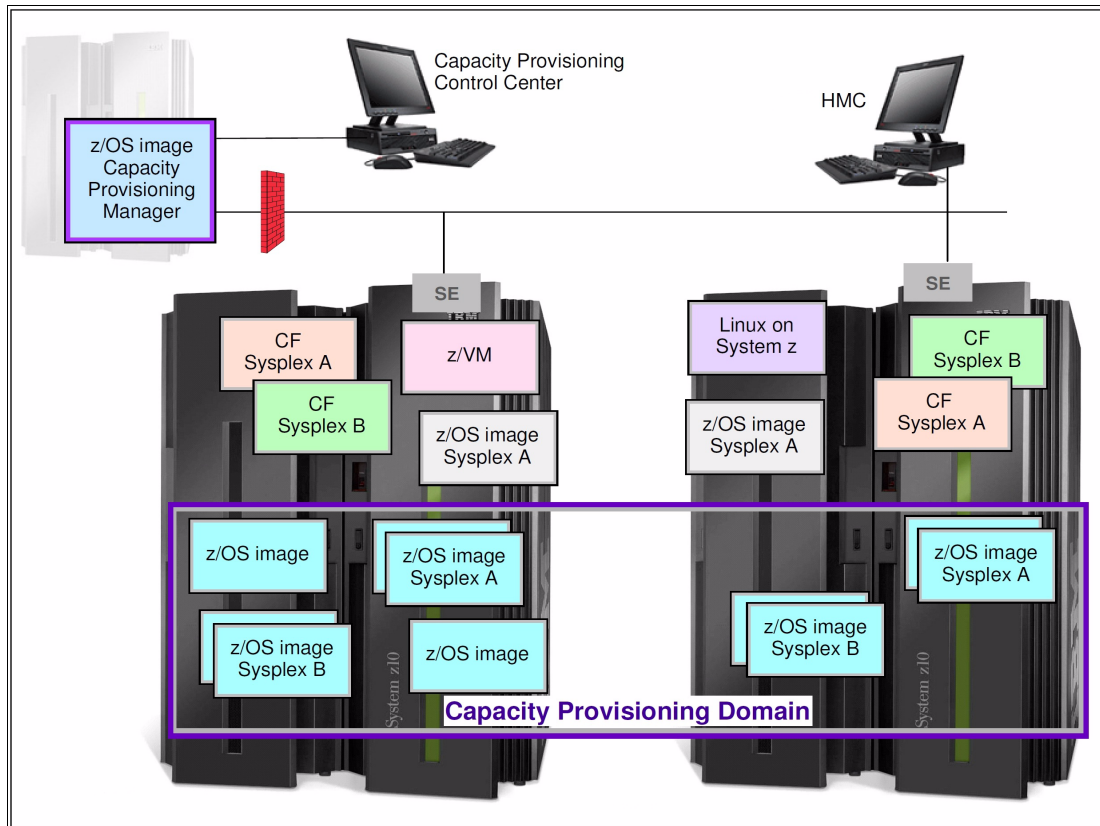 Capacity Provisioning
Control Center
HMC
z/OS image
Capacity
Provisioning
Manager
SE
SE
CF
Sysplex A
z/VM
Linux on
System z
CF
Sysplex B
CF
Sysplex B
CF
Sysplex A
z/OS image
Sysplex A
z/OS image
Sysplex A
z/OS image
z/OS image
Sysplex A
z/OS image
Sysplex A
z/OS image
Sysplex B
z/OS image
z/OS image
Sysplex B
System z10
System z10
Capacity Provisioning Domain